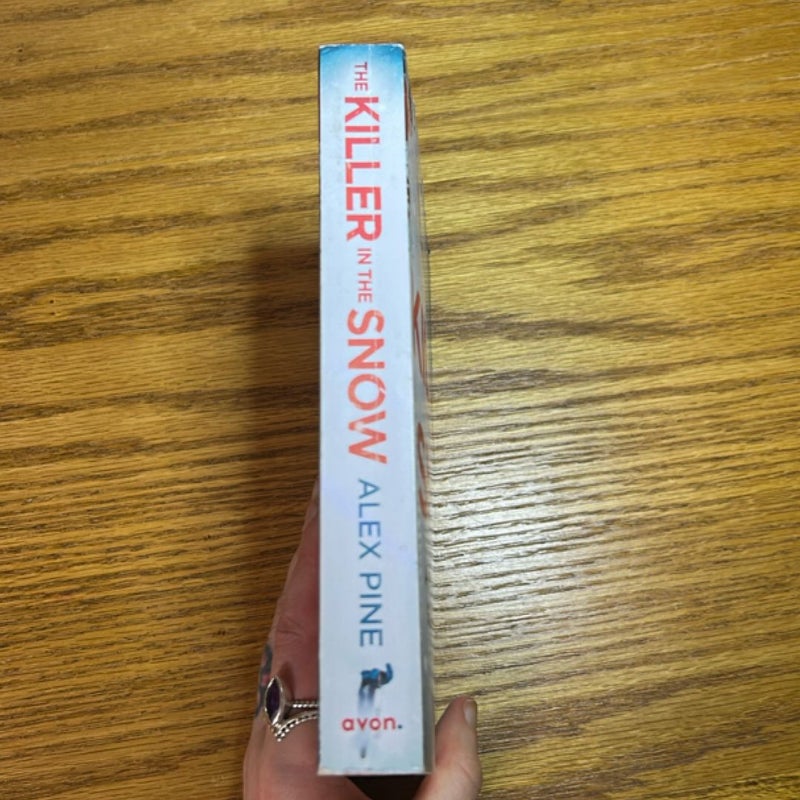 THE KILLER IN THE SNOW
ALEX PINE
avon.